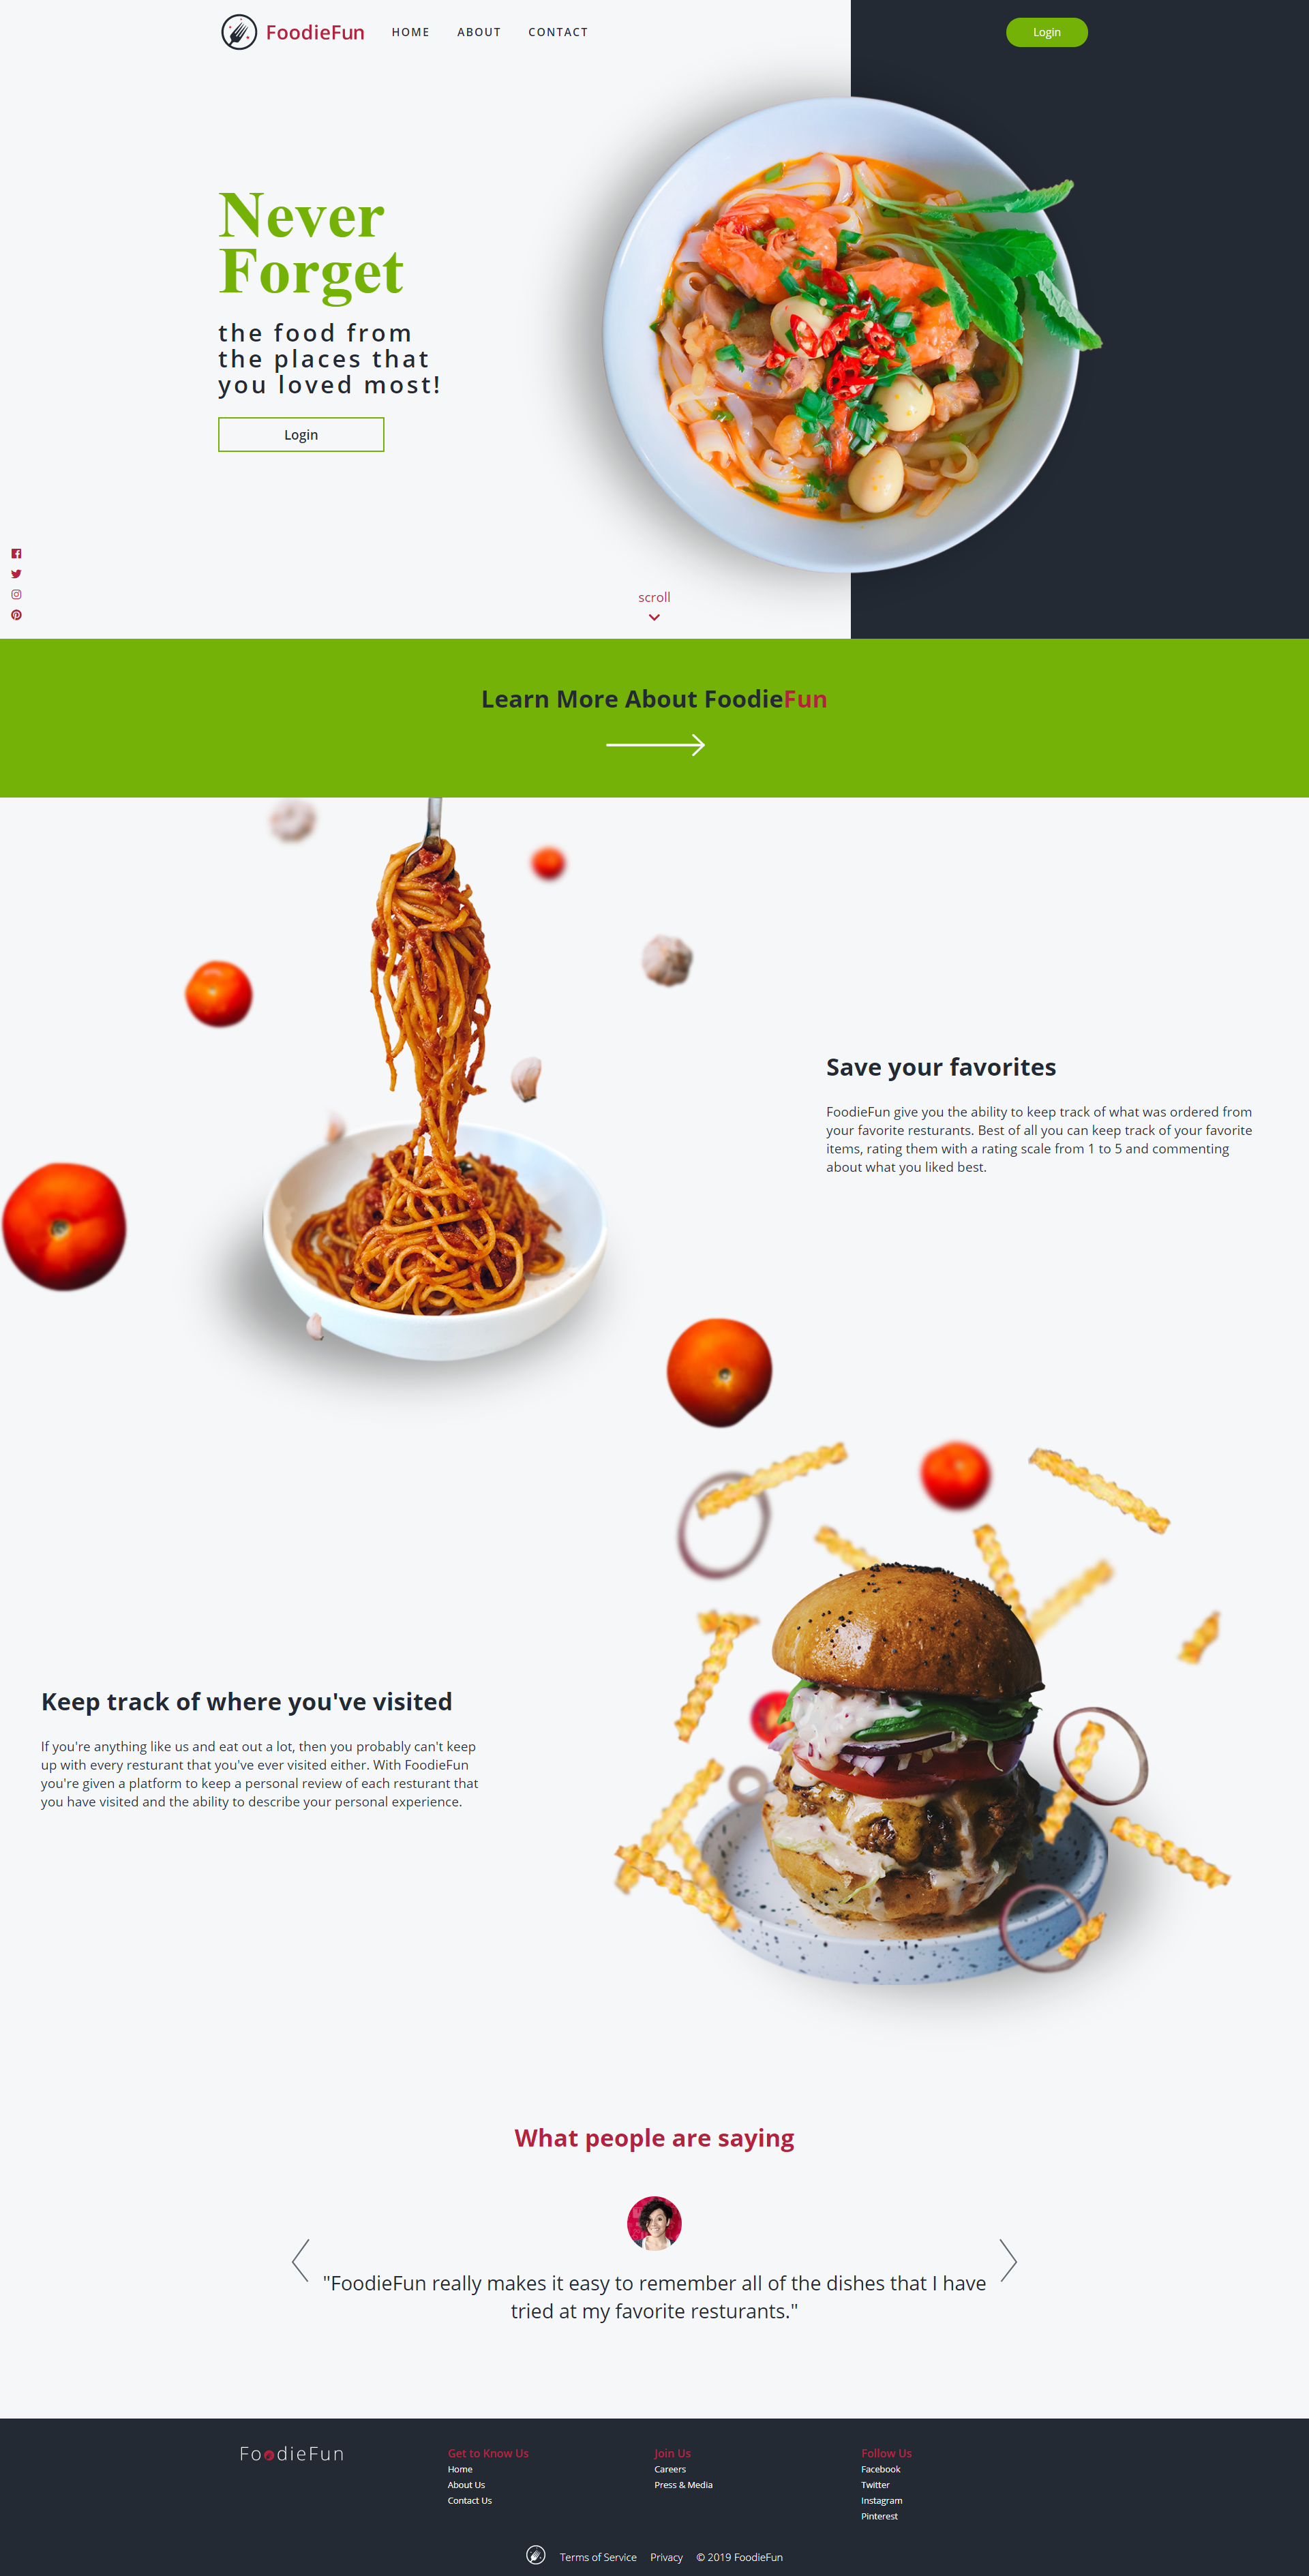 FoodieFun HOME ABOUT CONTACT Login
Never
Forget
the food from
the places that
you loved most!
Login
scroll
Learn More About FoodieFun
Save your favorites
FoodieFun give you the ability to keep track of what was ordered from
your favorite resturants. Best of all you can keep track of your favorite
items, rating them with a rating scale from 1 to 5 and commenting
about what you liked best.
Keep track of where you've visited
If you're anything like us and eat out a lot, then you probably can't keep
up with every resturant that you've ever visited either. With FoodieFun
you're given a platform to keep a personal review of each resturant that
you have visited and the ability to describe your personal experience.
What people are saying
"FoodieFun really makes it easy to remember all of the dishes that I have
tried at my favorite resturants."
FoodieFun
Get to Know Us
Home
About Us
Contact Us
Join Us
Careers
Press & Media
Follow Us
Facebook
Twitter
Instagram
Pinterest
Terms of Service Privacy © 2019 FoodieFun